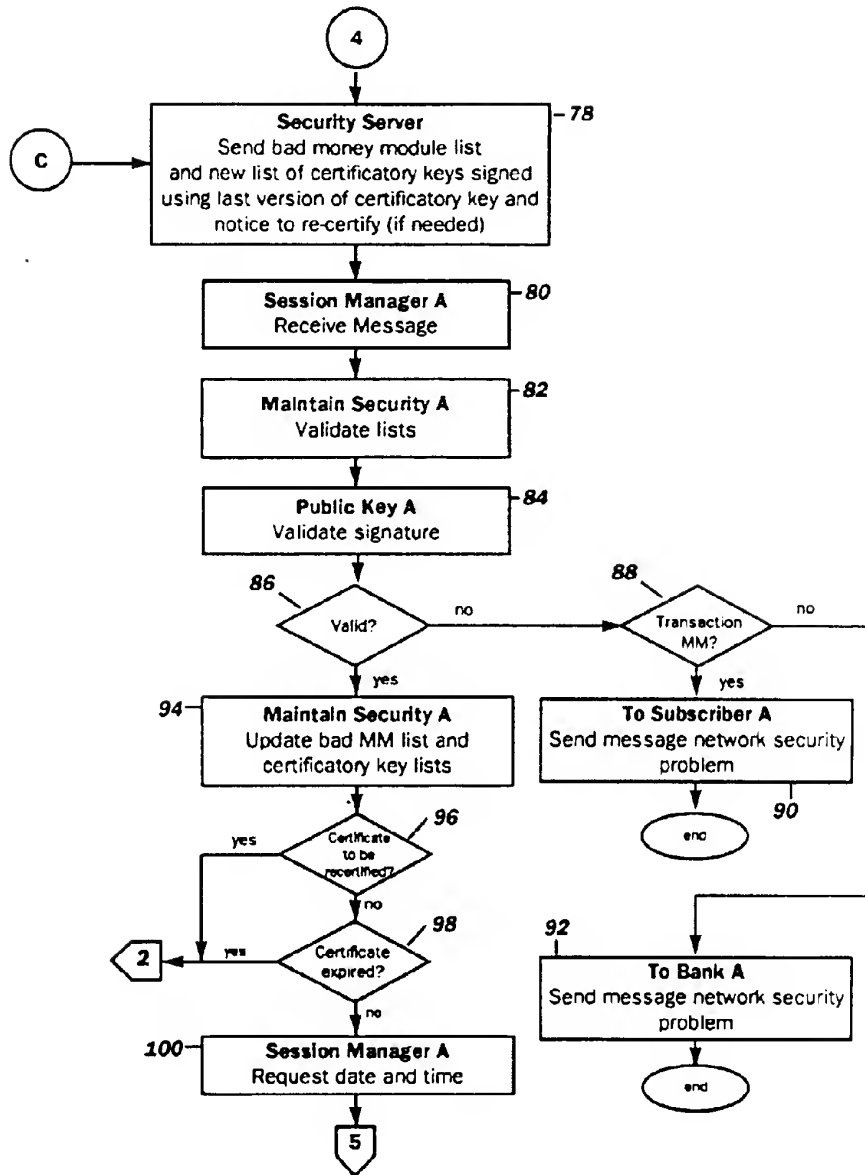 4
Security Server
78
C
Send bad money module list
and new list of certificatory keys signed
using last version of certificatory key and
notice to re-certify (if needed)
Session Manager A
80
Receive Message
Maintain Security A
82
Validate lists
Public Key A
84
Validate signature
86
Valid?
no
88
Transaction
MM?
no
yes
yes
94
Maintain Security A
Update bad MM list and
certificatory key lists
To Subscriber A
Send message network security
problem
90
end
yes
Certificate
to be
recertified?
96
no
2
yes
Certificate
expired?
98
no
92
To Bank A
Send message network security
problem
end
100
Session Manager A
Request date and time
5